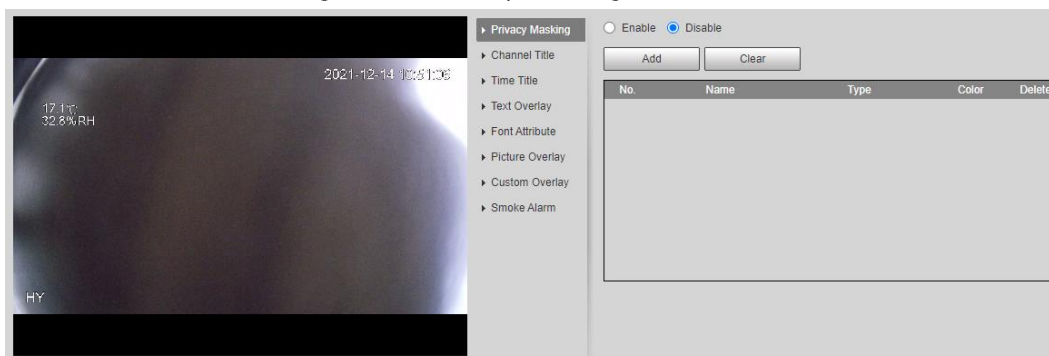 2021-12-14 10:51:06
17.1℃
32.8%RH
HY
Privacy Masking
Channel Title
Time Title
Text Overlay
Font Attribute
Picture Overlay
Custom Overlay
Smoke Alarm
Enable Disable
Add Clear
No. Name Type Color Delete